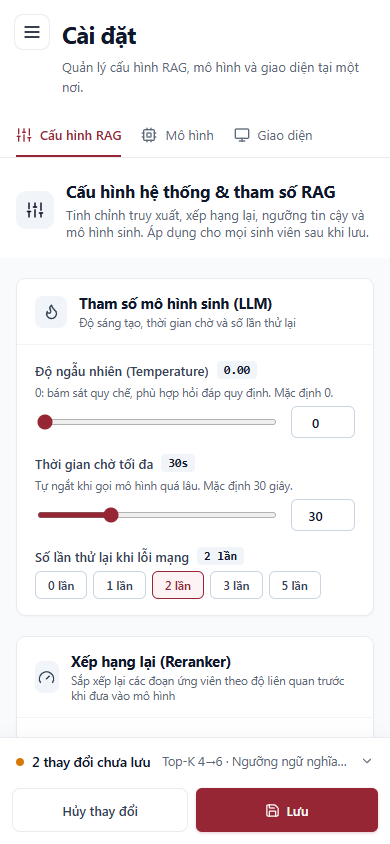 Cài đặt
Quản lý cấu hình RAG, mô hình và giao diện tại một
nơi.
Cấu hình RAG
Mô hình
Giao diện
Cấu hình hệ thống & tham số RAG
Tinh chỉnh truy xuất, xếp hạng lại, ngưỡng tin cậy và
mô hình sinh. Áp dụng cho mọi sinh viên sau khi lưu.
Tham số mô hình sinh (LLM)
Độ sáng tạo, thời gian chờ và số lần thử lại
Độ ngẫu nhiên (Temperature) 0.00
0: bám sát quy chế, phù hợp hỏi đáp quy định. Mặc định 0.
0
Thời gian chờ tối đa 30s
Tự ngắt khi gọi mô hình quá lâu. Mặc định 30 giây.
30
Số lần thử lại khi lỗi mạng 2 lần
0 lần
1 lần
2 lần
3 lần
5 lần
Xếp hạng lại (Reranker)
Sắp xếp lại các đoạn ứng viên theo độ liên quan trước
khi đưa vào mô hình
2 thay đổi chưa lưu
Top-K 4→6 · Ngưỡng ngữ nghĩa...
Hủy thay đổi
Lưu